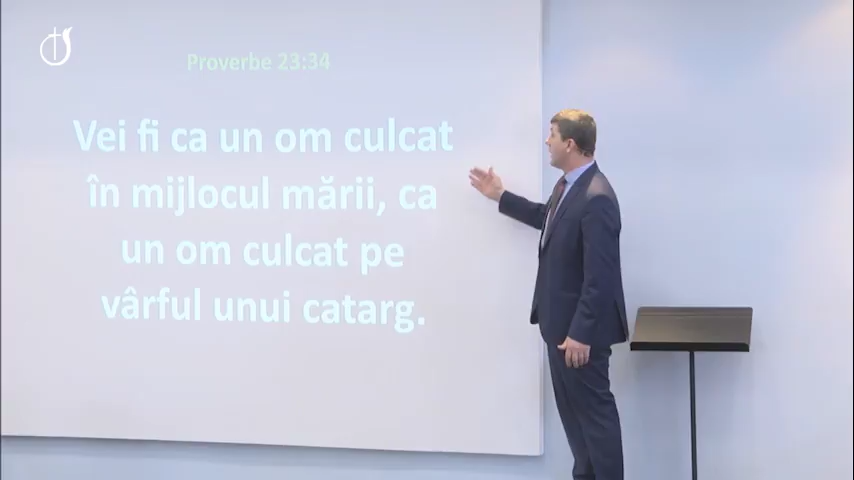 Proverbe 23:34
Vei fi ca un om culcat
în mijlocul mării, ca
un om culcat pe
vârful unui catarg.